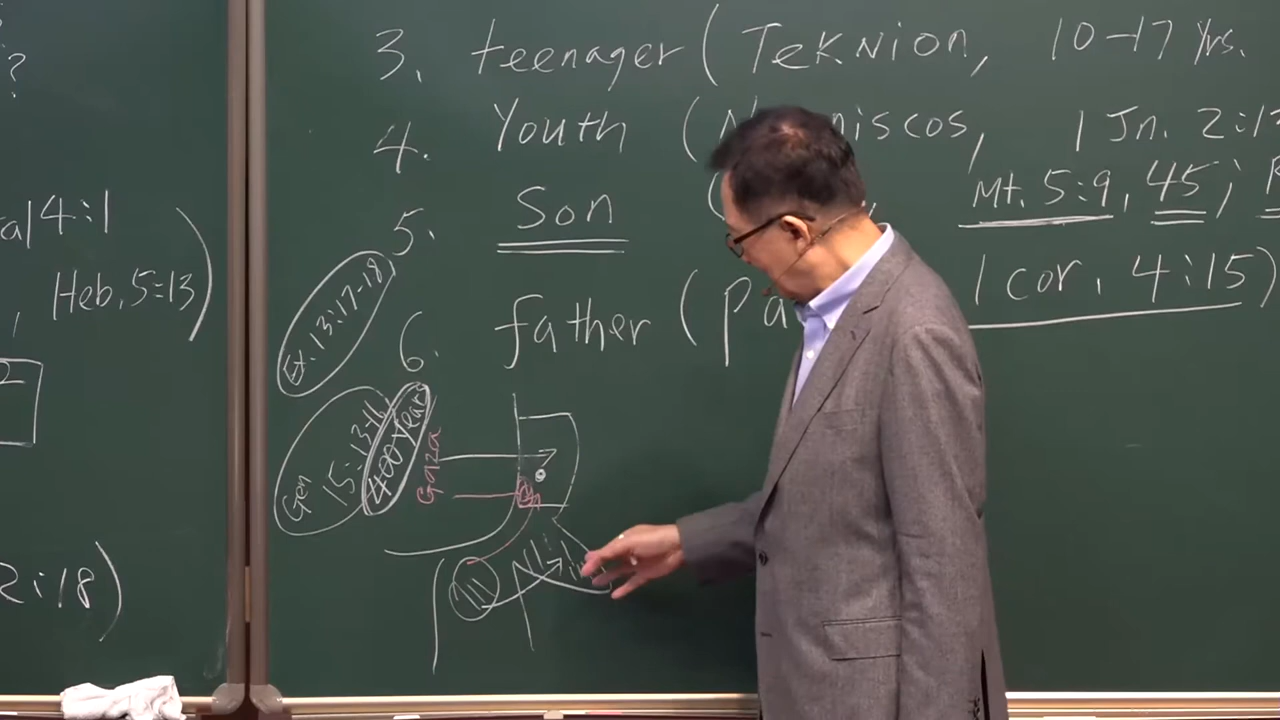 ?
al 4:1
Heb, 5:13)
2
2:18)
3. teenager (Teknion, 10-17 Yrs.
4. Youth (N niscos, 1 Jn. 2:1
5. Son ( , Mt. 5:9, 45;
6. father (Pa 1 cor, 4:15)
Ex. 13:17-18
Gen 15:13-16
400 years
Gaza